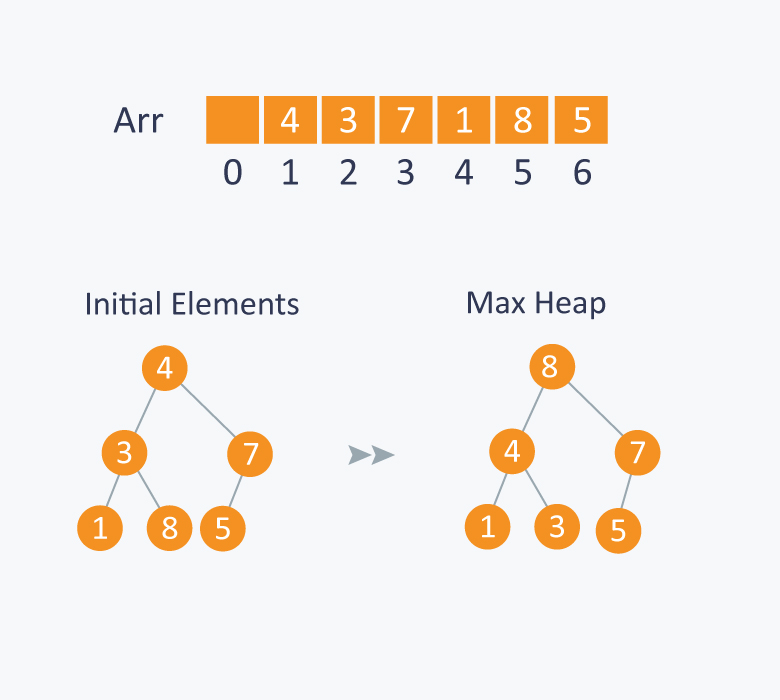 Arr 4 3 7 1 8 5
0 1 2 3 4 5 6
Initial Elements
4
3 7
1 8 5
Max Heap
8
4 7
1 3 5